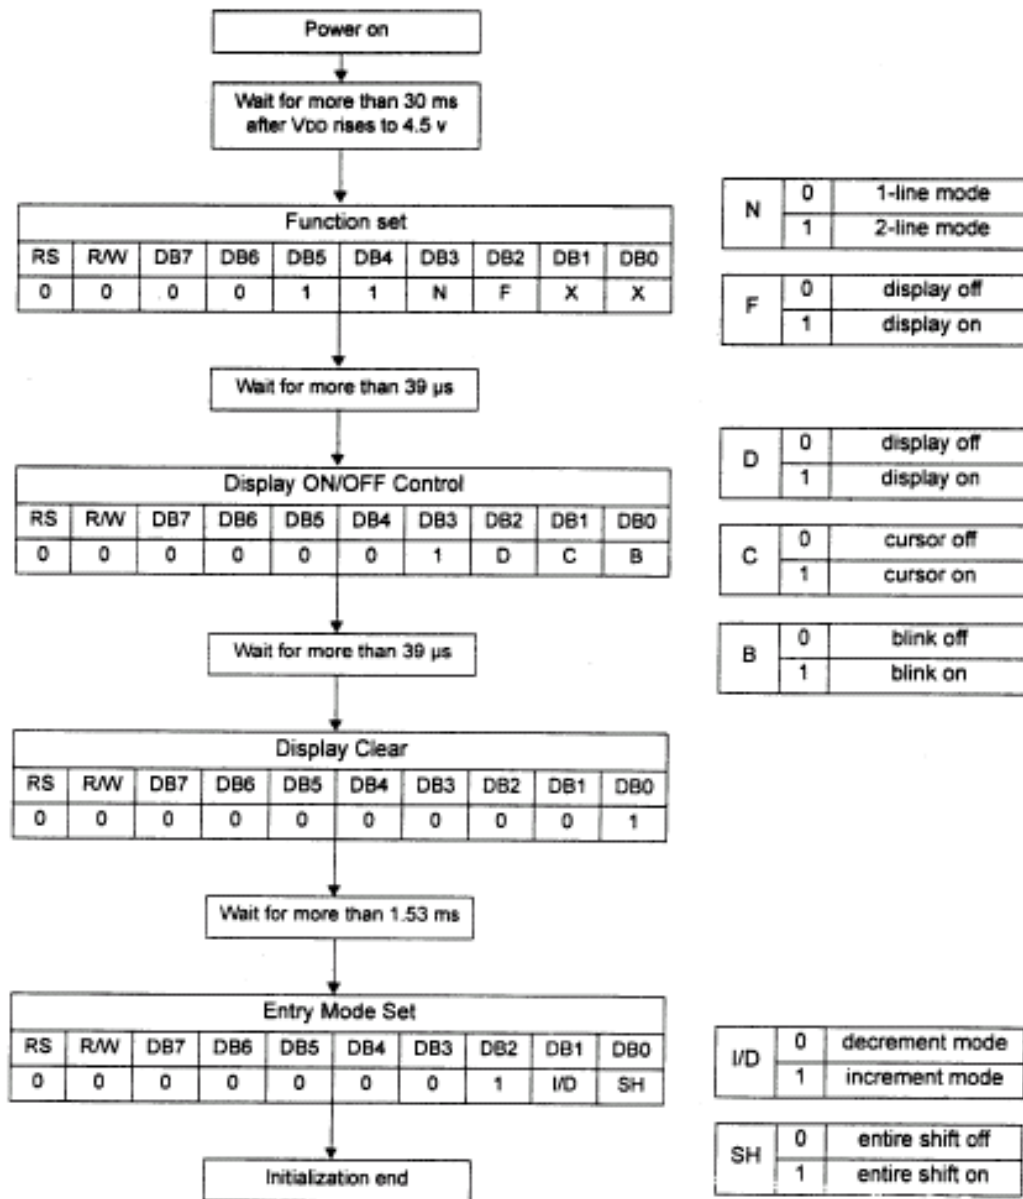 Power on
Wait for more than 30 ms
after VDD rises to 4.5 v
Function set
RS R/W DB7 DB6 DB5 DB4 DB3 DB2 DB1 DB0
0 0 0 0 1 1 N F X X
N 0 1-line mode
1 2-line mode
F 0 display off
1 display on
Wait for more than 39 µs
Display ON/OFF Control
RS R/W DB7 DB6 DB5 DB4 DB3 DB2 DB1 DB0
0 0 0 0 0 0 1 D C B
D 0 display off
1 display on
C 0 cursor off
1 cursor on
B 0 blink off
1 blink on
Wait for more than 39 µs
Display Clear
RS R/W DB7 DB6 DB5 DB4 DB3 DB2 DB1 DB0
0 0 0 0 0 0 0 0 0 1
Wait for more than 1.53 ms
Entry Mode Set
RS R/W DB7 DB6 DB5 DB4 DB3 DB2 DB1 DB0
0 0 0 0 0 0 0 1 I/D SH
I/D 0 decrement mode
1 increment mode
SH 0 entire shift off
1 entire shift on
Initialization end